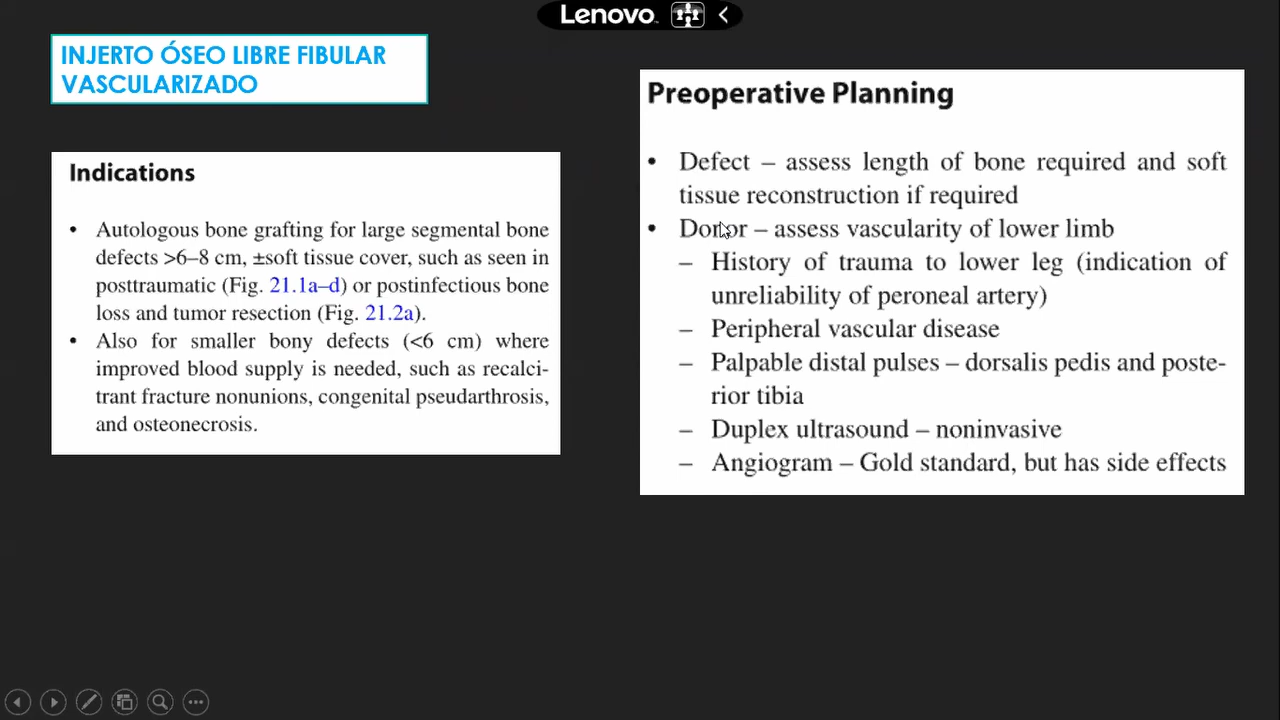 Lenovo
INJERTO ÓSEO LIBRE FIBULAR
VASCULARIZADO
Indications
• Autologous bone grafting for large segmental bone
defects >6–8 cm, ±soft tissue cover, such as seen in
posttraumatic (Fig. 21.1a–d) or postinfectious bone
loss and tumor resection (Fig. 21.2a).
• Also for smaller bony defects (<6 cm) where
improved blood supply is needed, such as recalci-
trant fracture nonunions, congenital pseudarthrosis,
and osteonecrosis.
Preoperative Planning
• Defect – assess length of bone required and soft
tissue reconstruction if required
• Donor – assess vascularity of lower limb
– History of trauma to lower leg (indication of
unreliability of peroneal artery)
– Peripheral vascular disease
– Palpable distal pulses – dorsalis pedis and poste-
rior tibia
– Duplex ultrasound – noninvasive
– Angiogram – Gold standard, but has side effects